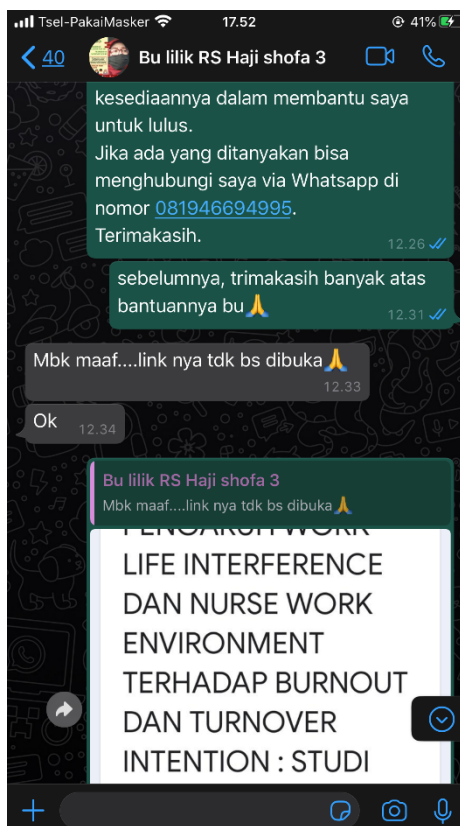 Tsel-PakaiMasker 17.52 41%
40 Bu lilik RS Haji shofa 3
kesediaannya dalam membantu saya
untuk lulus.
Jika ada yang ditanyakan bisa
menghubungi saya via Whatsapp di
nomor 081946694995.
Terimakasih.
12.26
sebelumnya, trimakasih banyak atas
bantuannya bu🙏
12.31
Mbk maaf....link nya tdk bs dibuka🙏
12.33
Ok 12.34
Bu lilik RS Haji shofa 3
Mbk maaf....link nya tdk bs dibuka🙏
PENGARUH WORK
LIFE INTERFERENCE
DAN NURSE WORK
ENVIRONMENT
TERHADAP BURNOUT
DAN TURNOVER
INTENTION : STUDI